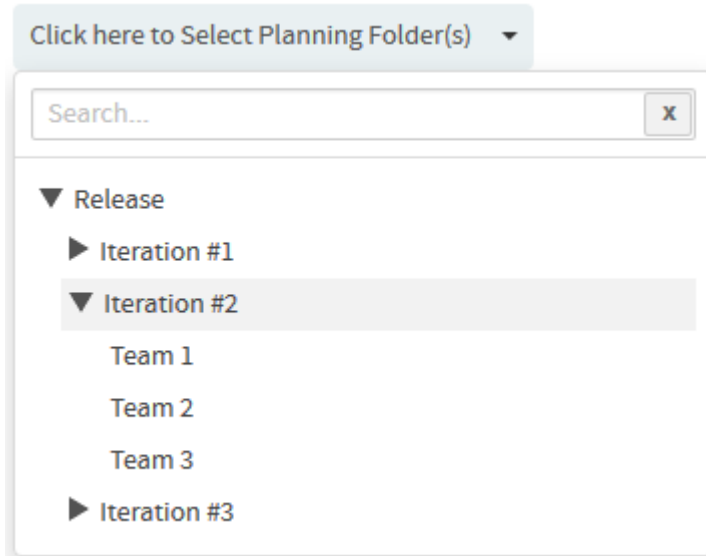 Click here to Select Planning Folder(s)
Search...
x
Release
Iteration #1
Iteration #2
Team 1
Team 2
Team 3
Iteration #3